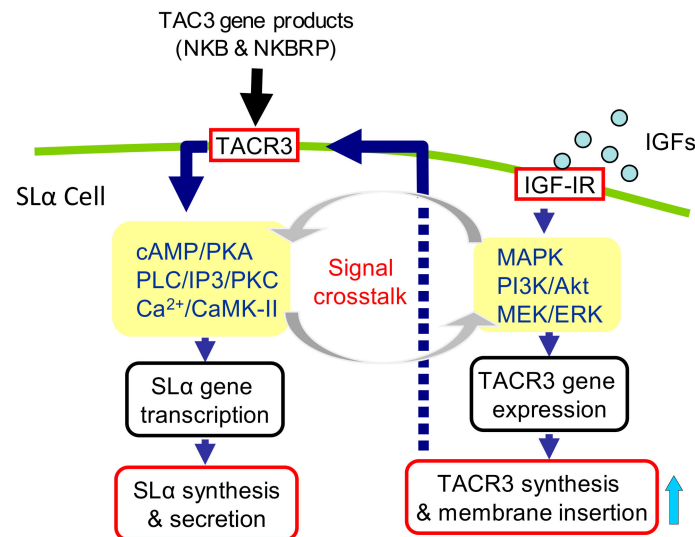 TAC3 gene products
(NKB & NKBRP)
TACR3
IGFs
IGF-IR
SLα Cell
cAMP/PKA
PLC/IP3/PKC
Ca²⁺/CaMK-II
Signal
crosstalk
MAPK
PI3K/Akt
MEK/ERK
SLα gene
transcription
TACR3 gene
expression
SLα synthesis
& secretion
TACR3 synthesis
& membrane insertion